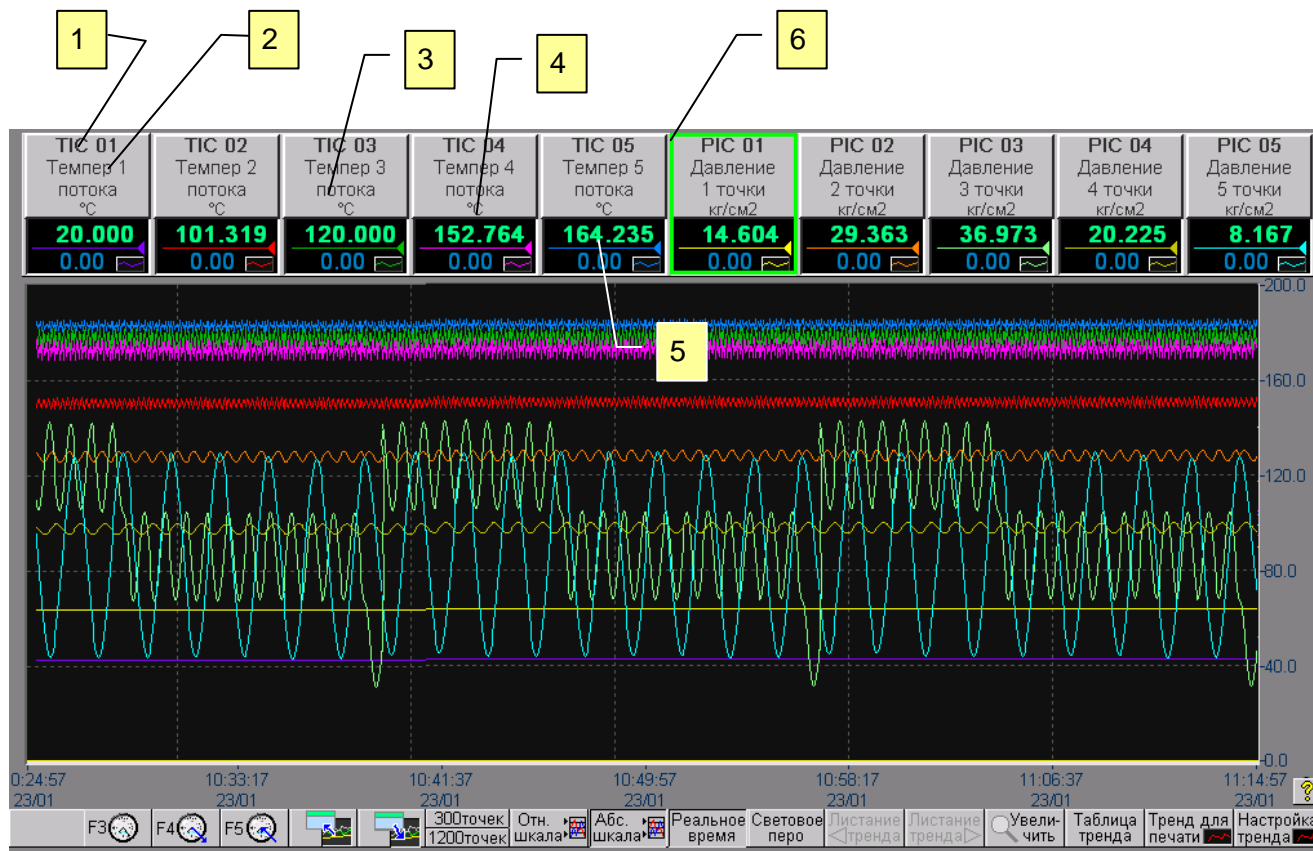 1
2
3
4
6
TIC 01
Темпер 1
потока
°C
TIC 02
Темпер 2
потока
°C
TIC 03
Темпер 3
потока
°C
TIC 04
Темпер 4
потока
°C
TIC 05
Темпер 5
потока
°C
PIC 01
Давление
1 точки
кг/см2
PIC 02
Давление
2 точки
кг/см2
PIC 03
Давление
3 точки
кг/см2
PIC 04
Давление
4 точки
кг/см2
PIC 05
Давление
5 точки
кг/см2
20.000
0.00
101.319
0.00
120.000
0.00
152.764
0.00
164.235
0.00
14.604
0.00
29.363
0.00
36.973
0.00
20.225
0.00
8.167
0.00
5
200.0
160.0
120.0
80.0
40.0
0.0
0:24:57
23/01
10:33:17
23/01
10:41:37
23/01
10:49:57
23/01
10:58:17
23/01
11:06:37
23/01
11:14:57
23/01
?
F3
F4
F5
300точек
1200точек
Отн.
шкала
Абс.
шкала
Реальное
время
Световое
перо
Листание
тренда
Листание
тренда
Увели-
чить
Таблица
тренда
Тренд для
печати
Настройка
тренда